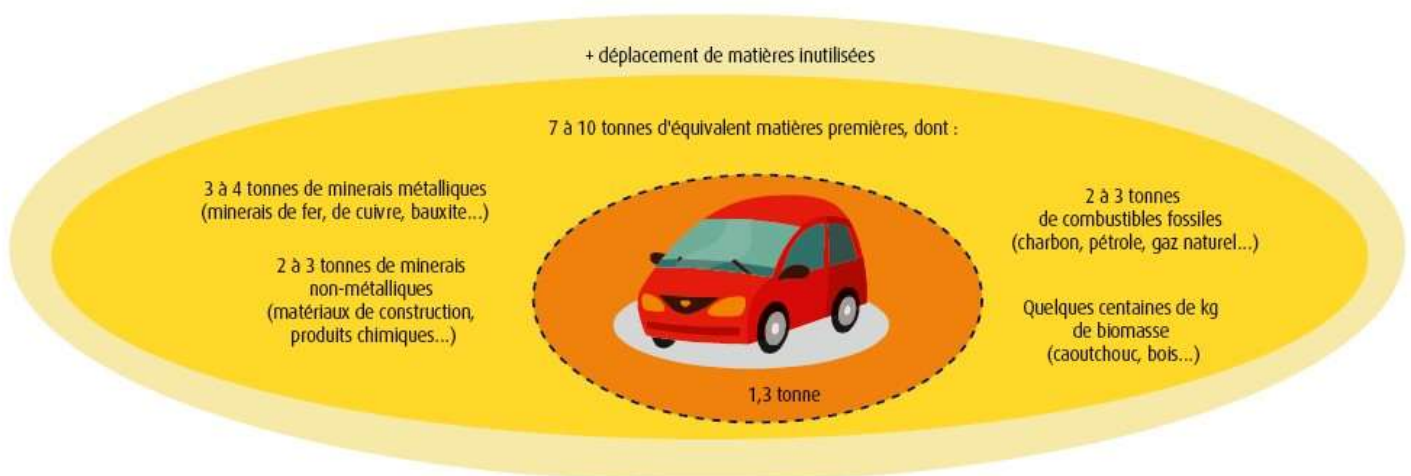 + déplacement de matières inutilisées
7 à 10 tonnes d'équivalent matières premières, dont :
3 à 4 tonnes de minerais métalliques
(minerais de fer, de cuivre, bauxite...)
2 à 3 tonnes de minerais
non-métalliques
(matériaux de construction,
produits chimiques...)
2 à 3 tonnes
de combustibles fossiles
(charbon, pétrole, gaz naturel...)
Quelques centaines de kg
de biomasse
(caoutchouc, bois...)
1,3 tonne